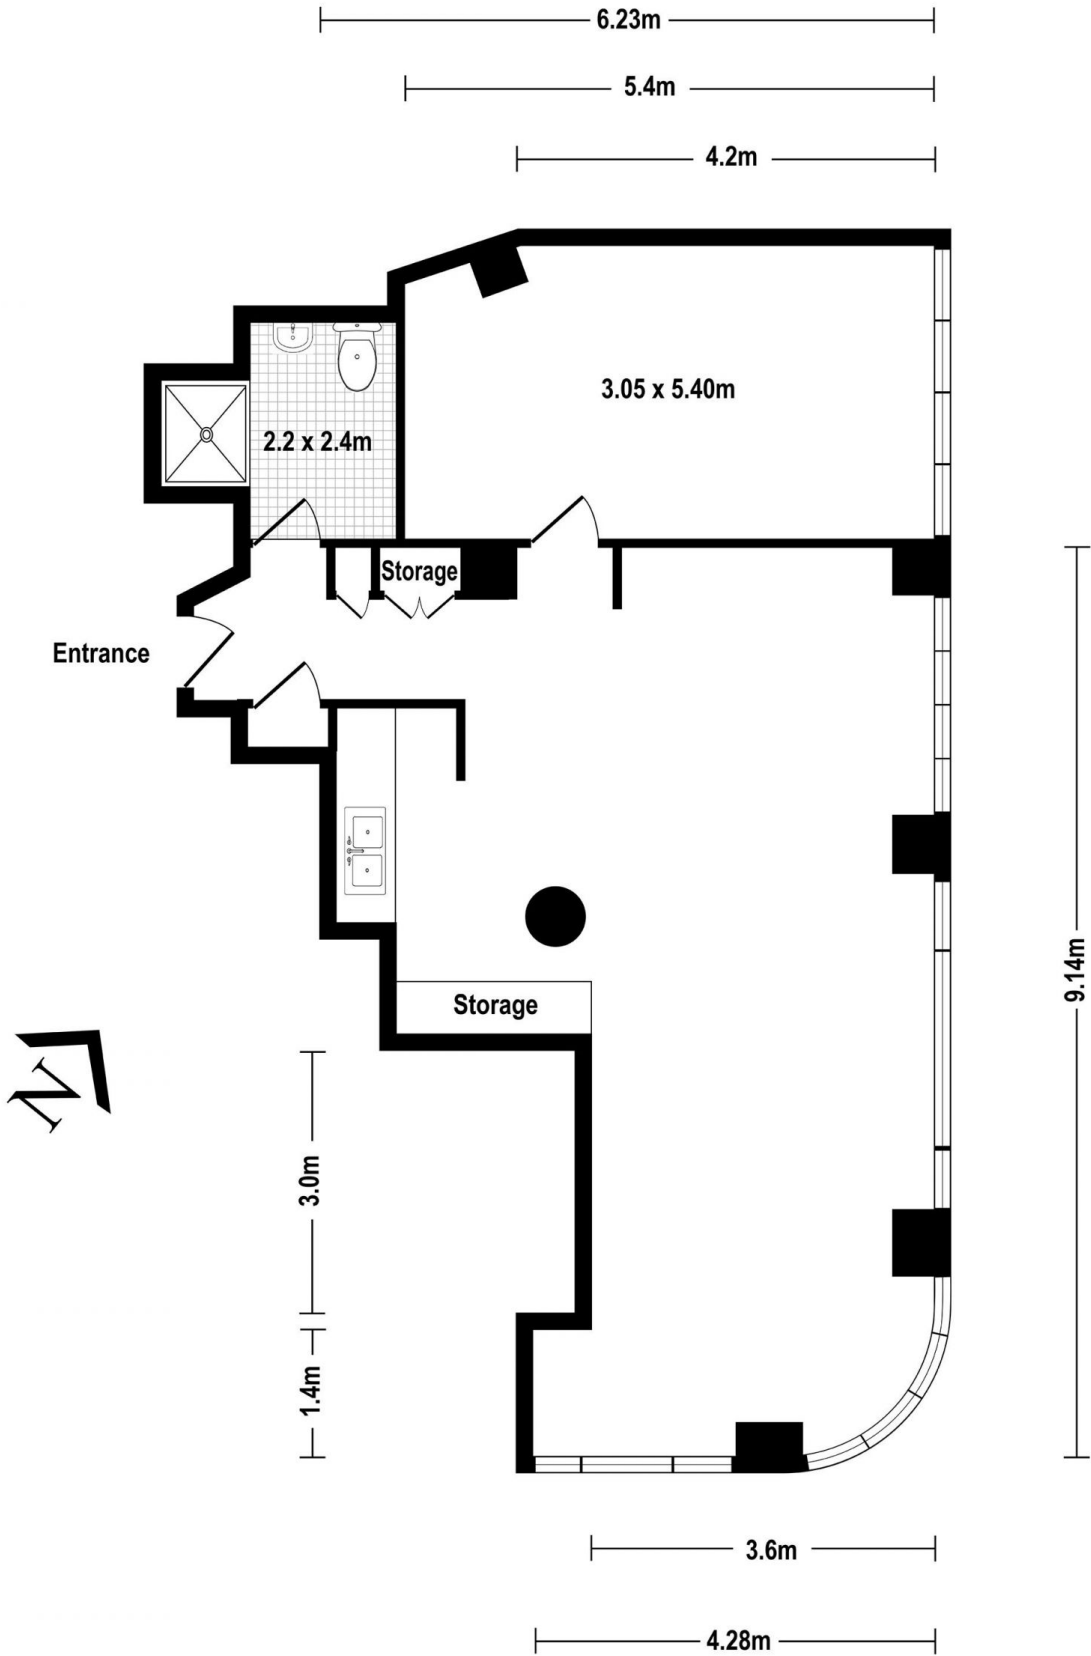 6.23m
5.4m
4.2m
3.05 x 5.40m
2.2 x 2.4m
Storage
Entrance
9.14m
Storage
N
3.0m
1.4m
3.6m
4.28m